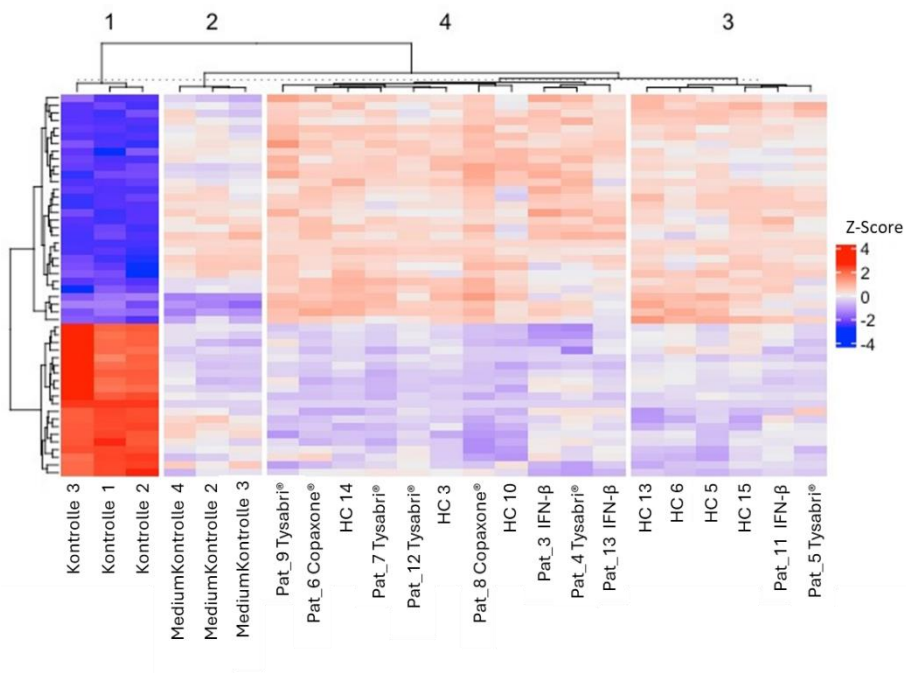 1 2 4 3
Z-Score
4
2
0
-2
-4
Kontrolle 3
Kontrolle 1
Kontrolle 2
MediumKontrolle 4
MediumKontrolle 2
MediumKontrolle 3
Pat_9 Tysabri®
Pat_6 Copaxone®
HC 14
Pat_7 Tysabri®
Pat_12 Tysabri®
HC 3
Pat_8 Copaxone®
HC 10
Pat_3 IFN-β
Pat_4 Tysabri®
Pat_13 IFN-β
HC 13
HC 6
HC 5
HC 15
Pat_11 IFN-β
Pat_5 Tysabri®